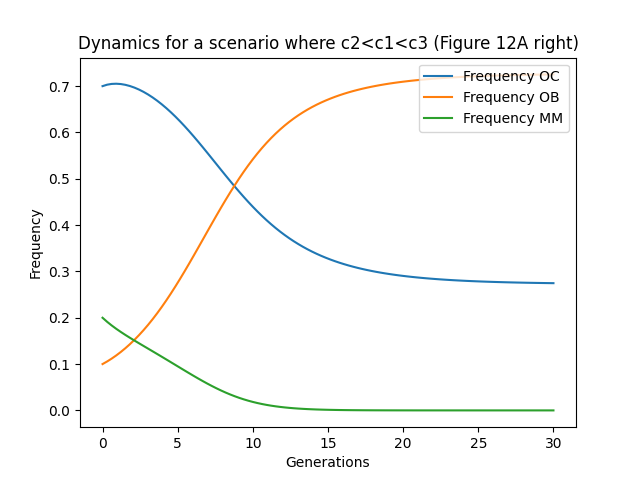 Dynamics for a scenario where c2<c1<c3 (Figure 12A right)
Frequency OC
Frequency OB
Frequency MM
Frequency
0.7
0.6
0.5
0.4
0.3
0.2
0.1
0.0
0 5 10 15 20 25 30
Generations